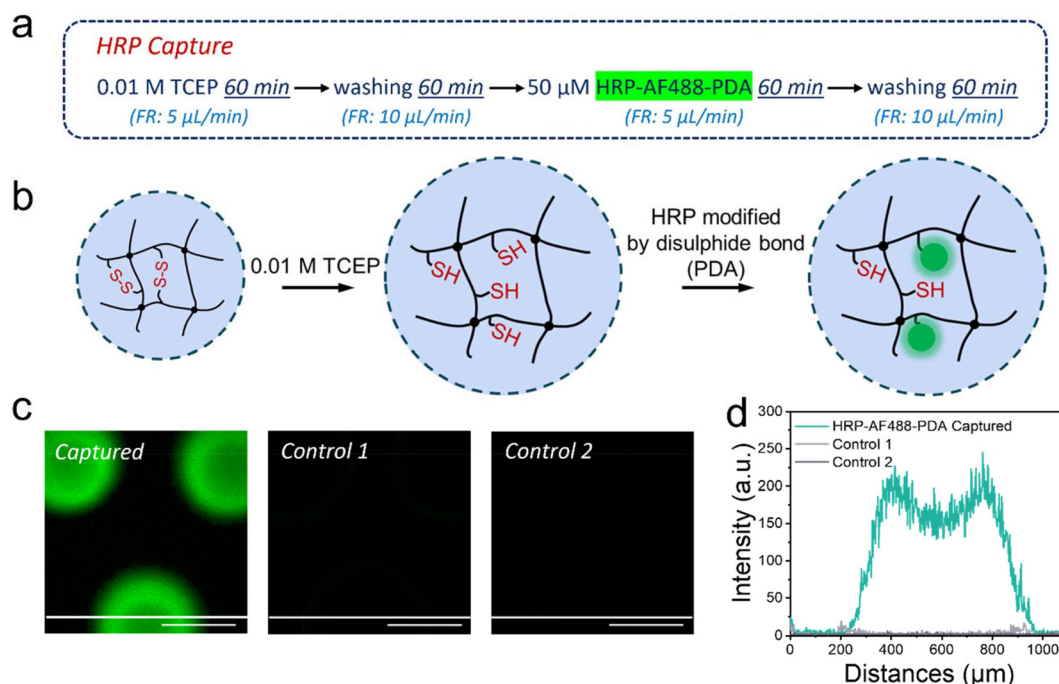 a
HRP Capture
0.01 M TCEP 60 min washing 60 min 50 µM HRP-AF488-PDA 60 min washing 60 min
(FR: 5 µL/min) (FR: 10 µL/min) (FR: 5 µL/min) (FR: 10 µL/min)
b
S-S
S-S
0.01 M TCEP
SH
SH
SH
SH
HRP modified
by disulphide bond
(PDA)
SH
SH
c
Captured
Control 1
Control 2
d
300
250
200
150
100
50
0
Intensity (a.u.)
HRP-AF488-PDA Captured
Control 1
Control 2
0 200 400 600 800 1000
Distances (µm)